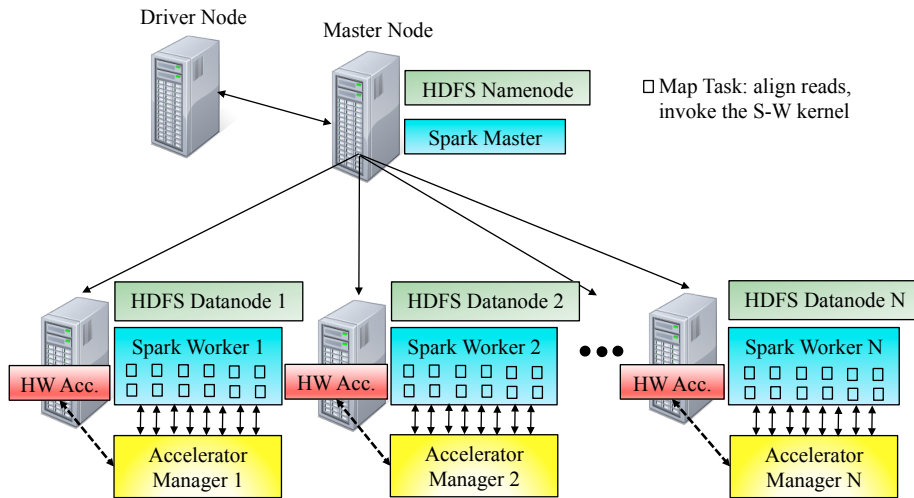 Driver Node
Master Node
HDFS Namenode
Spark Master
Map Task: align reads,
invoke the S-W kernel
HDFS Datanode 1
Spark Worker 1
HW Acc.
Accelerator
Manager 1
HDFS Datanode 2
Spark Worker 2
HW Acc.
Accelerator
Manager 2
HDFS Datanode N
Spark Worker N
HW Acc.
Accelerator
Manager N